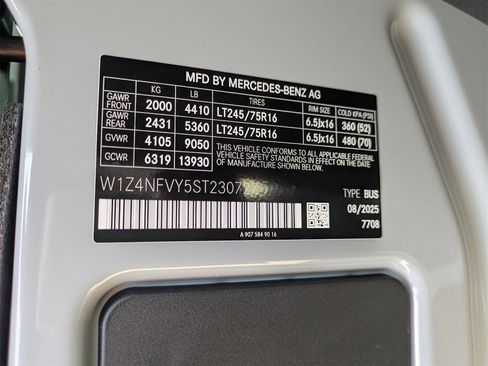 MFD BY MERCEDES-BENZ AG
KG LB TIRES RIM SIZE COLD KPA (PSI)
GAWR FRONT 2000 4410 LT245/75R16 6.5Jx16 360 (52)
GAWR REAR 2431 5360 LT245/75R16 6.5Jx16 480 (70)
GVWR 4105 9050 THIS VEHICLE CONFORMS TO ALL APPLICABLE
GCWR 6319 13930 FEDERAL MOTOR VEHICLE SAFETY STANDARDS IN EFFECT ON THE DATE OF MANUFACTURE SHOWN ABOVE.
W1Z4NFVY5ST2307
TYPE BUS
08/2025
7708
A 907 584 90 16